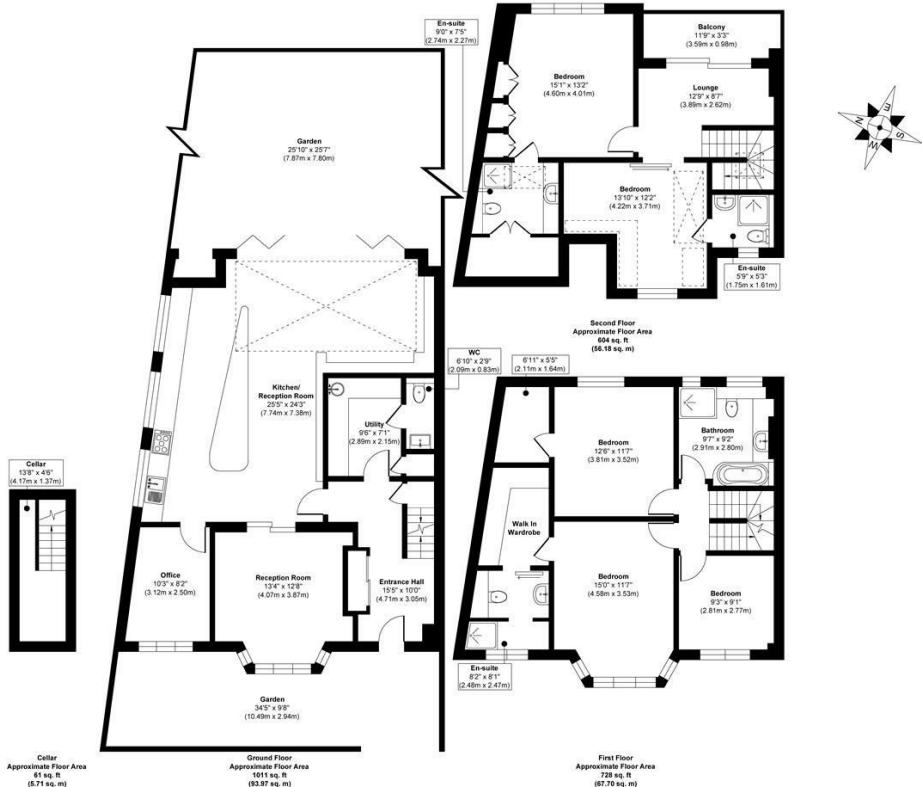 En-suite
9'0" x 7'5"
(2.74m x 2.27m)
Bedroom
15'1" x 13'2"
(4.60m x 4.01m)
Balcony
11'9" x 3'3"
(3.59m x 0.98m)
Lounge
12'9" x 8'7"
(3.89m x 2.62m)
Bedroom
13'10" x 12'2"
(4.22m x 3.71m)
En-suite
5'9" x 5'3"
(1.75m x 1.61m)
Second Floor
Approximate Floor Area
604 sq. ft
(56.18 sq. m)
N
E
S
W
Garden
25'10" x 25'7"
(7.87m x 7.80m)
Kitchen/
Reception Room
25'5" x 24'3"
(7.74m x 7.38m)
WC
6'10" x 2'9"
(2.09m x 0.83m)
Utility
9'6" x 7'1"
(2.89m x 2.15m)
Office
10'3" x 8'2"
(3.12m x 2.50m)
Reception Room
13'4" x 12'8"
(4.07m x 3.87m)
Entrance Hall
15'5" x 10'0"
(4.71m x 3.05m)
Garden
34'5" x 9'8"
(10.49m x 2.94m)
Cellar
13'8" x 4'6"
(4.17m x 1.37m)
6'11" x 5'5"
(2.11m x 1.64m)
Bedroom
12'6" x 11'7"
(3.81m x 3.52m)
Bathroom
9'7" x 9'2"
(2.91m x 2.80m)
Walk In
Wardrobe
Bedroom
15'0" x 11'7"
(4.58m x 3.53m)
Bedroom
9'3" x 9'1"
(2.81m x 2.77m)
En-suite
8'2" x 8'1"
(2.48m x 2.47m)
Cellar
Approximate Floor Area
61 sq. ft
(5.71 sq. m)
Ground Floor
Approximate Floor Area
1011 sq. ft
(93.97 sq. m)
First Floor
Approximate Floor Area
728 sq. ft
(67.70 sq. m)